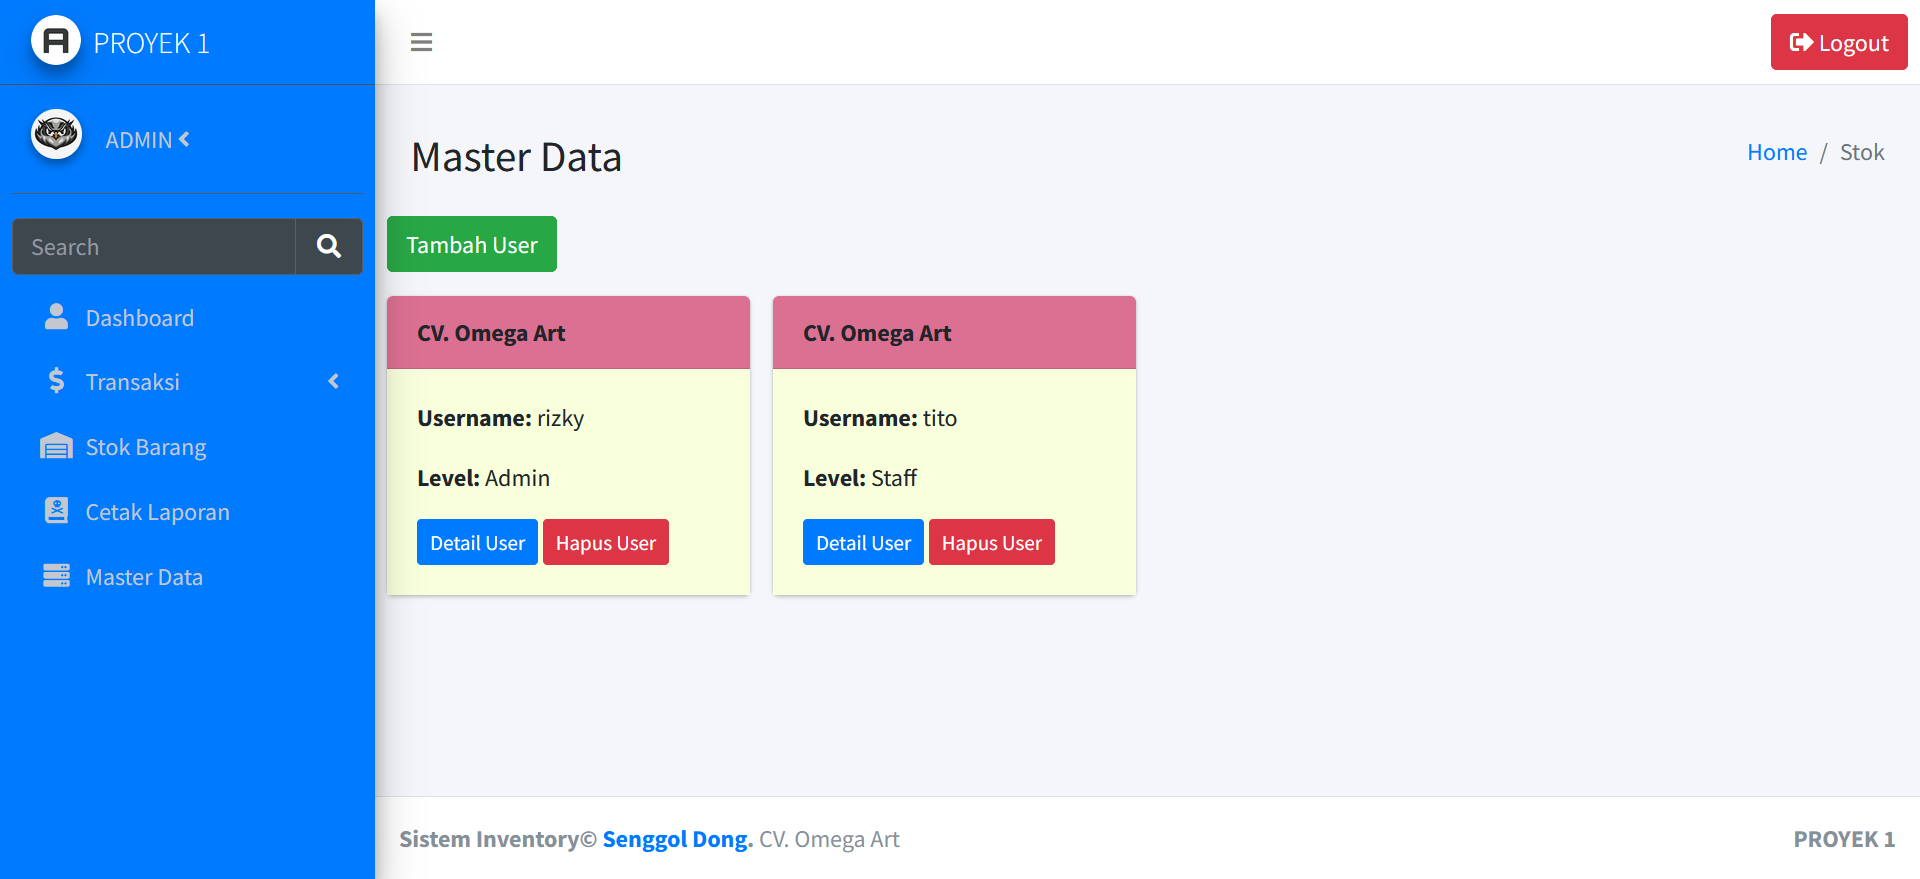 PROYEK 1
Logout
ADMIN
Master Data
Home / Stok
Search
Tambah User
Dashboard
Transaksi
Stok Barang
Cetak Laporan
Master Data
CV. Omega Art
Username: rizky
Level: Admin
Detail User Hapus User
CV. Omega Art
Username: tito
Level: Staff
Detail User Hapus User
Sistem Inventory© Senggol Dong. CV. Omega Art
PROYEK 1